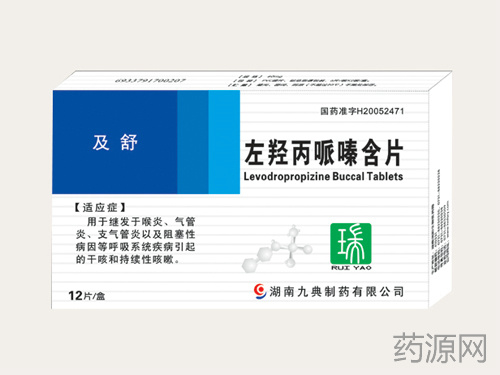 6933791700207
国药准字H20052471
及舒
左羟丙哌嗪含片
Levodropropizine Buccal Tablets
【适应症】
用于继发于喉炎、气管
炎、支气管炎以及阻塞性
病因等呼吸系统疾病引起
的干咳和持续性咳嗽。
瑞
RUI YAO
12片/盒
湖南九典制药有限公司
药源网